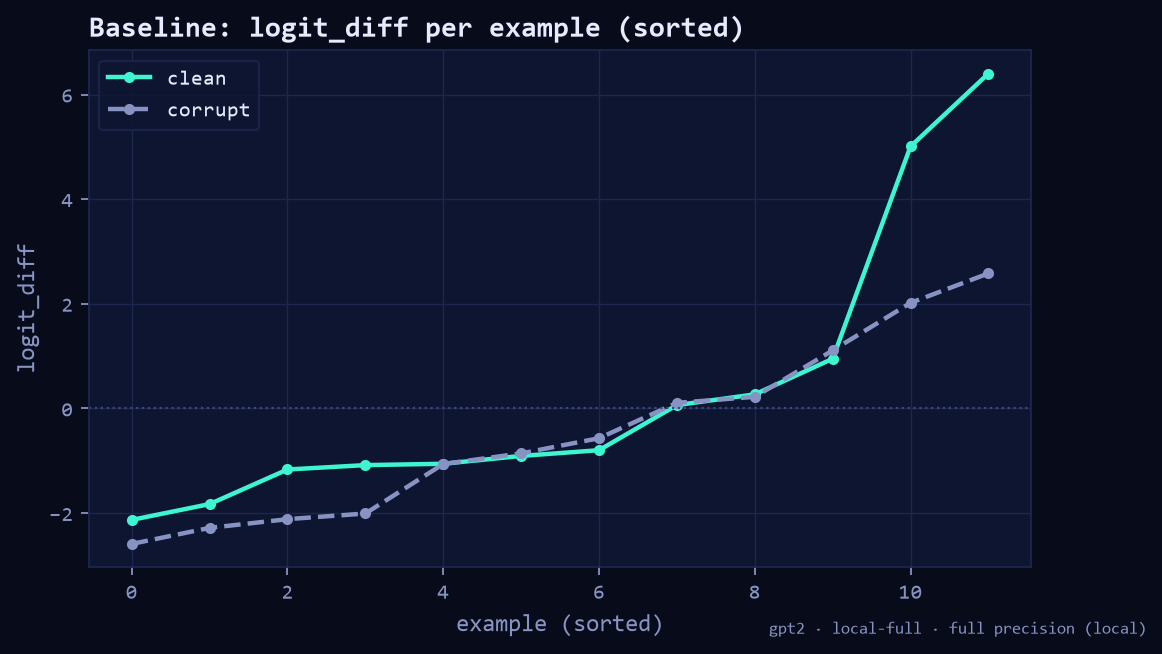 Baseline: logit_diff per example (sorted)
clean
corrupt
6
4
2
0
−2
logit_diff
0 2 4 6 8 10
example (sorted)
gpt2 · local-full · full precision (local)